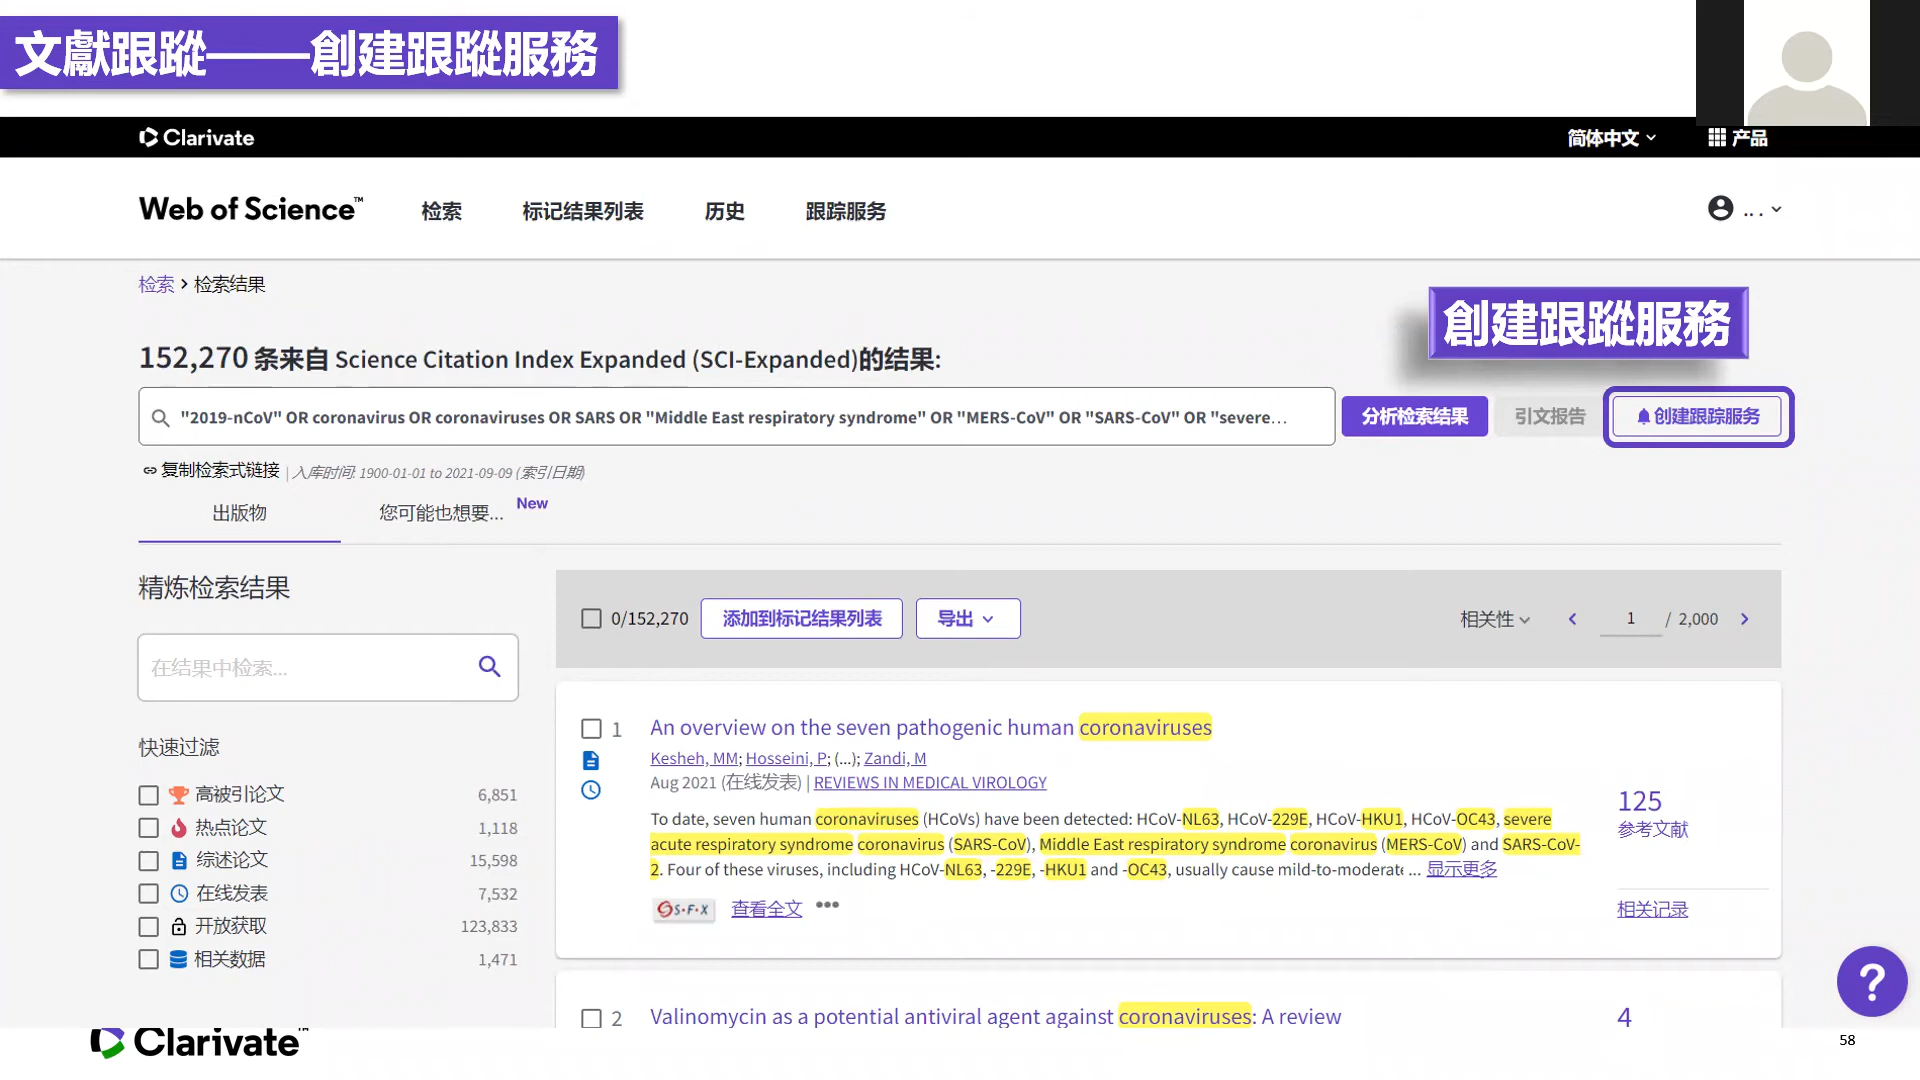 文獻跟蹤——創建跟蹤服務
Clarivate
简体中文
产品
Web of Science™
检索
标记结果列表
历史
跟踪服务
...
检索 > 检索结果
創建跟蹤服務
152,270 条来自 Science Citation Index Expanded (SCI-Expanded)的结果:
"2019-nCoV" OR coronavirus OR coronaviruses OR SARS OR "Middle East respiratory syndrome" OR "MERS-CoV" OR "SARS-CoV" OR "severe...
分析检索结果
引文报告
创建跟踪服务
复制检索式链接 | 入库时间: 1900-01-01 to 2021-09-09 (索引日期)
出版物
您可能也想要... New
精炼检索结果
在结果中检索...
快速过滤
高被引论文 6,851
热点论文 1,118
综述论文 15,598
在线发表 7,532
开放获取 123,833
相关数据 1,471
0/152,270
添加到标记结果列表
导出
相关性
1 / 2,000
1
An overview on the seven pathogenic human coronaviruses
Kesheh, MM; Hosseini, P; (...); Zandi, M
Aug 2021 (在线发表) | REVIEWS IN MEDICAL VIROLOGY
To date, seven human coronaviruses (HCoVs) have been detected: HCoV-NL63, HCoV-229E, HCoV-HKU1, HCoV-OC43, severe
acute respiratory syndrome coronavirus (SARS-CoV), Middle East respiratory syndrome coronavirus (MERS-CoV) and SARS-CoV-
2. Four of these viruses, including HCoV-NL63, -229E, -HKU1 and -OC43, usually cause mild-to-moderate ... 显示更多
S·F·X 查看全文 •••
125
参考文献
相关记录
2
Valinomycin as a potential antiviral agent against coronaviruses: A review
4
?
Clarivate™
58